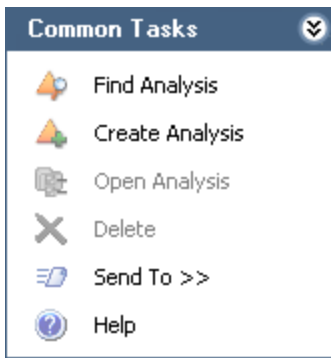 Common Tasks
Find Analysis
Create Analysis
Open Analysis
Delete
Send To >>
Help